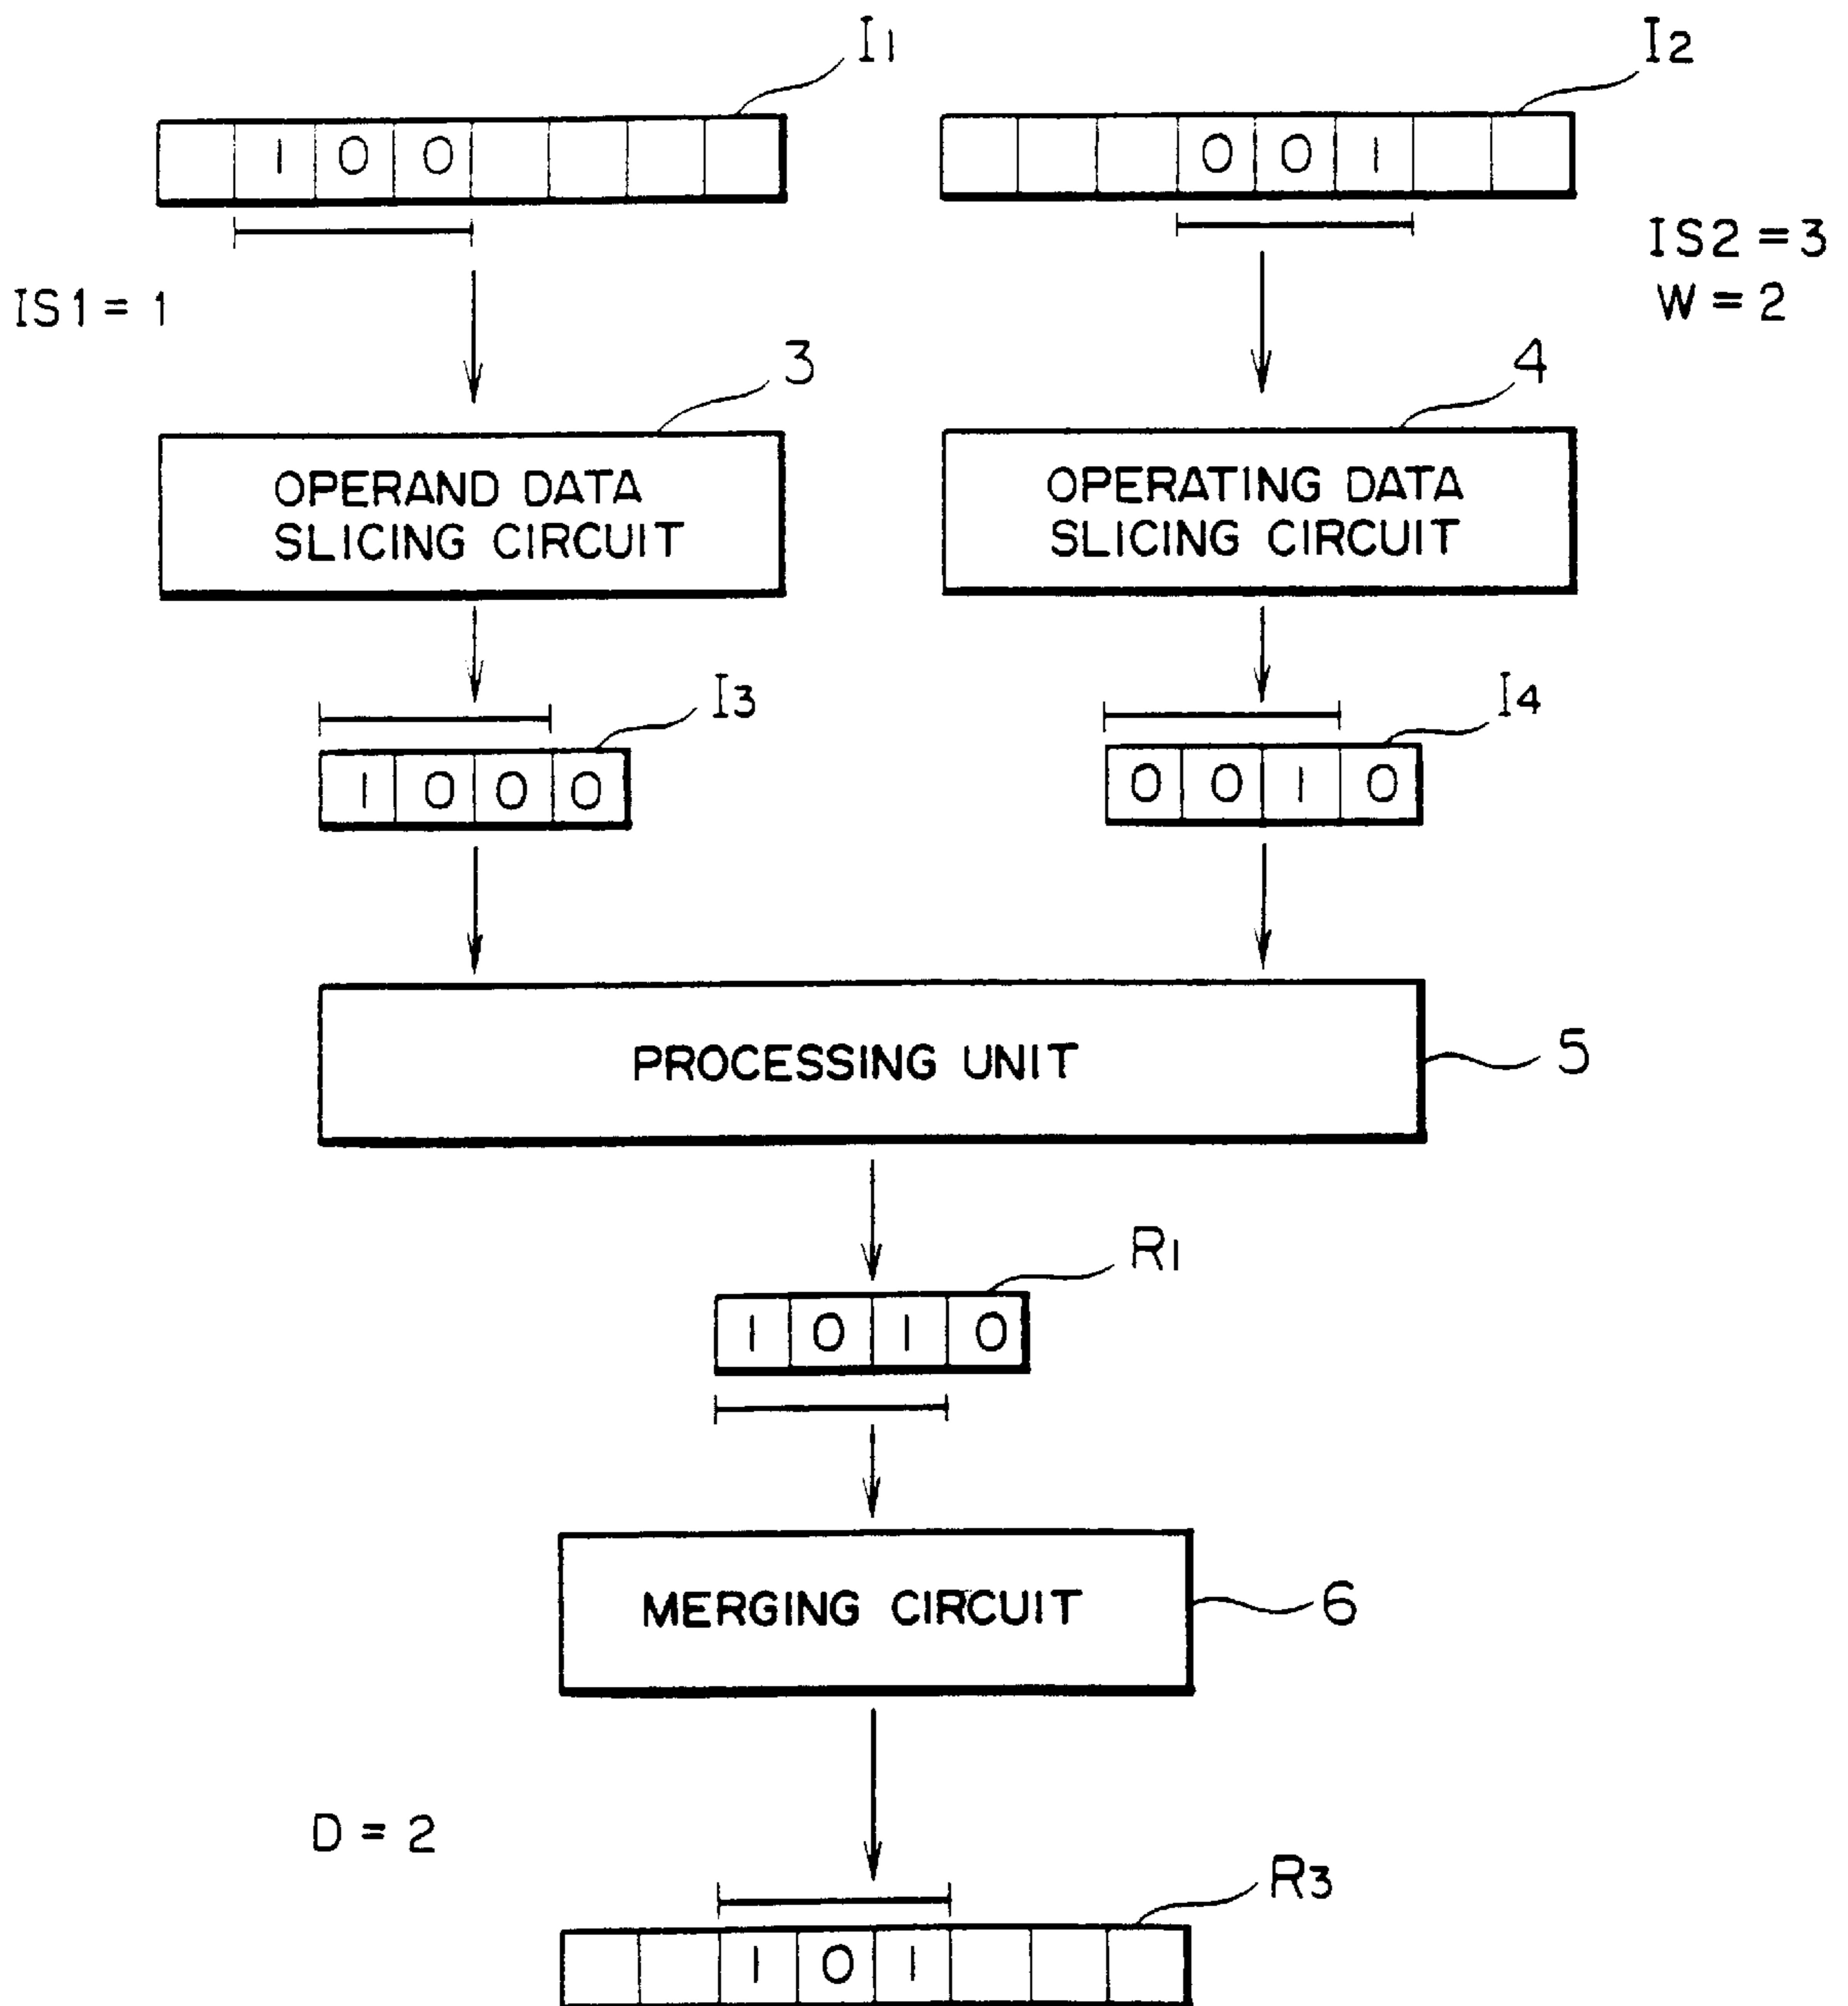 I1
I2
1 0 0
0 0 1
IS1 = 1
IS2 = 3
W = 2
3
4
OPERAND DATA
SLICING CIRCUIT
OPERATING DATA
SLICING CIRCUIT
I3
I4
1 0 0 0
0 0 1 0
PROCESSING UNIT
5
R1
1 0 1 0
MERGING CIRCUIT
6
D = 2
R3
1 0 1